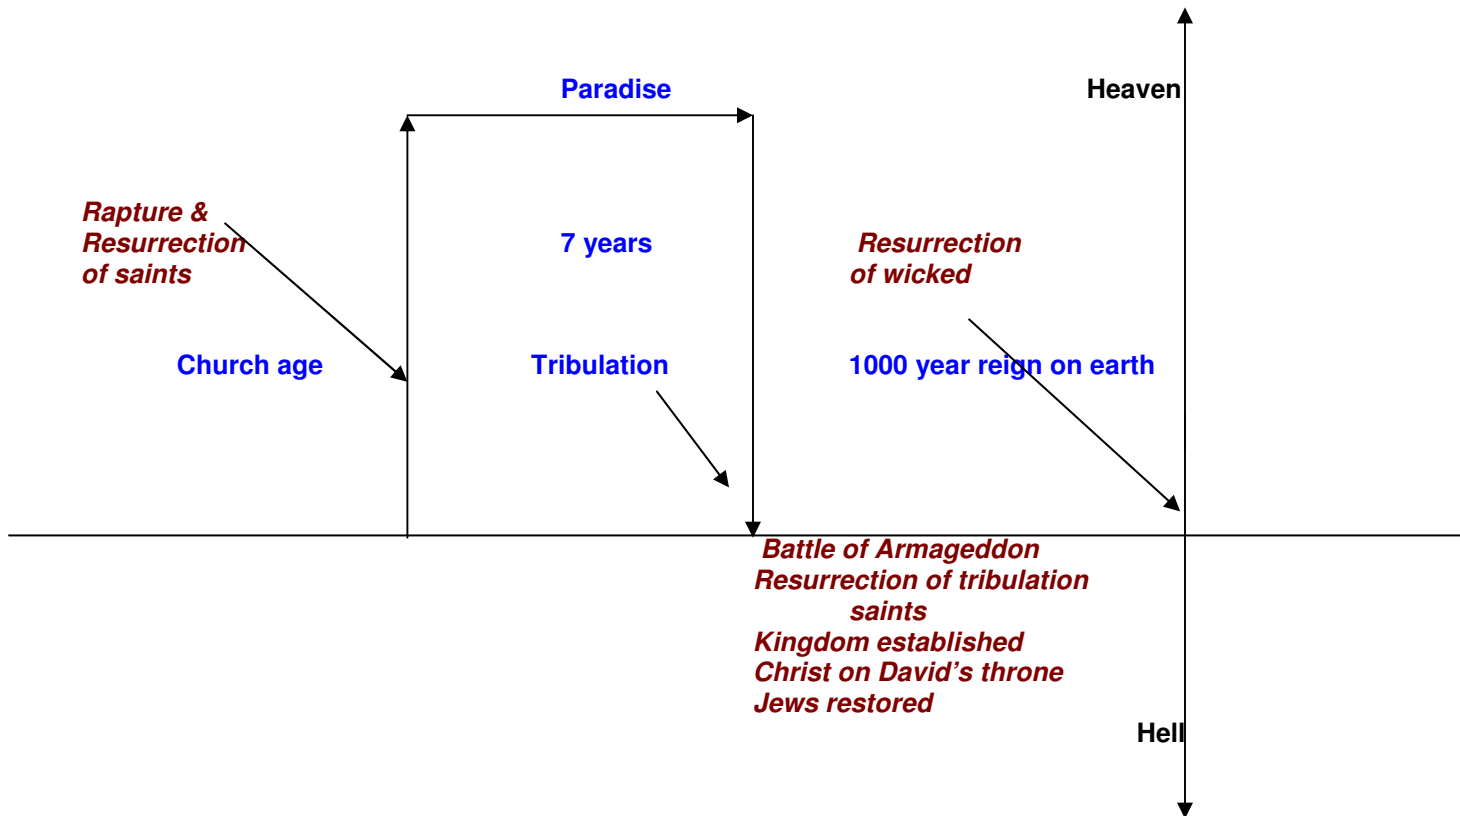 Paradise
Heaven
Rapture &
Resurrection
of saints
7 years
Resurrection
of wicked
Church age
Tribulation
1000 year reign on earth
Battle of Armageddon
Resurrection of tribulation
saints
Kingdom established
Christ on David’s throne
Jews restored
Hell